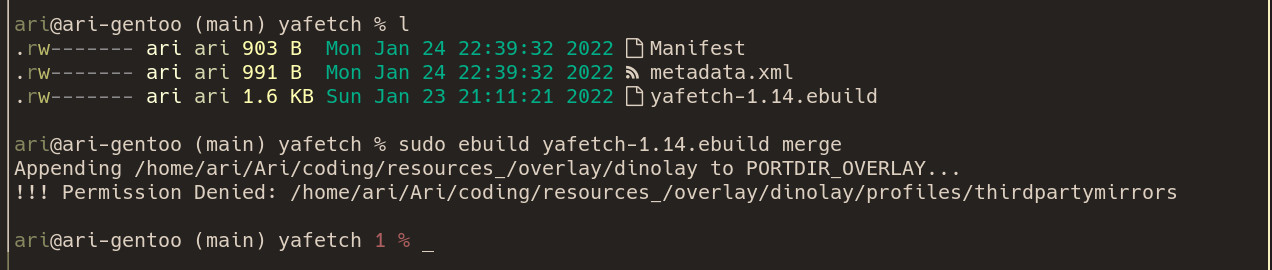 ari@ari-gentoo (main) yafetch % l
.rw------- ari ari 903 B  Mon Jan 24 22:39:32 2022 Manifest
.rw------- ari ari 991 B  Mon Jan 24 22:39:32 2022 metadata.xml
.rw------- ari ari 1.6 KB Sun Jan 23 21:11:21 2022 yafetch-1.14.ebuild
ari@ari-gentoo (main) yafetch % sudo ebuild yafetch-1.14.ebuild merge
Appending /home/ari/Ari/coding/resources_/overlay/dinolay to PORTDIR_OVERLAY...
!!! Permission Denied: /home/ari/Ari/coding/resources_/overlay/dinolay/profiles/thirdpartymirrors
ari@ari-gentoo (main) yafetch 1 % _